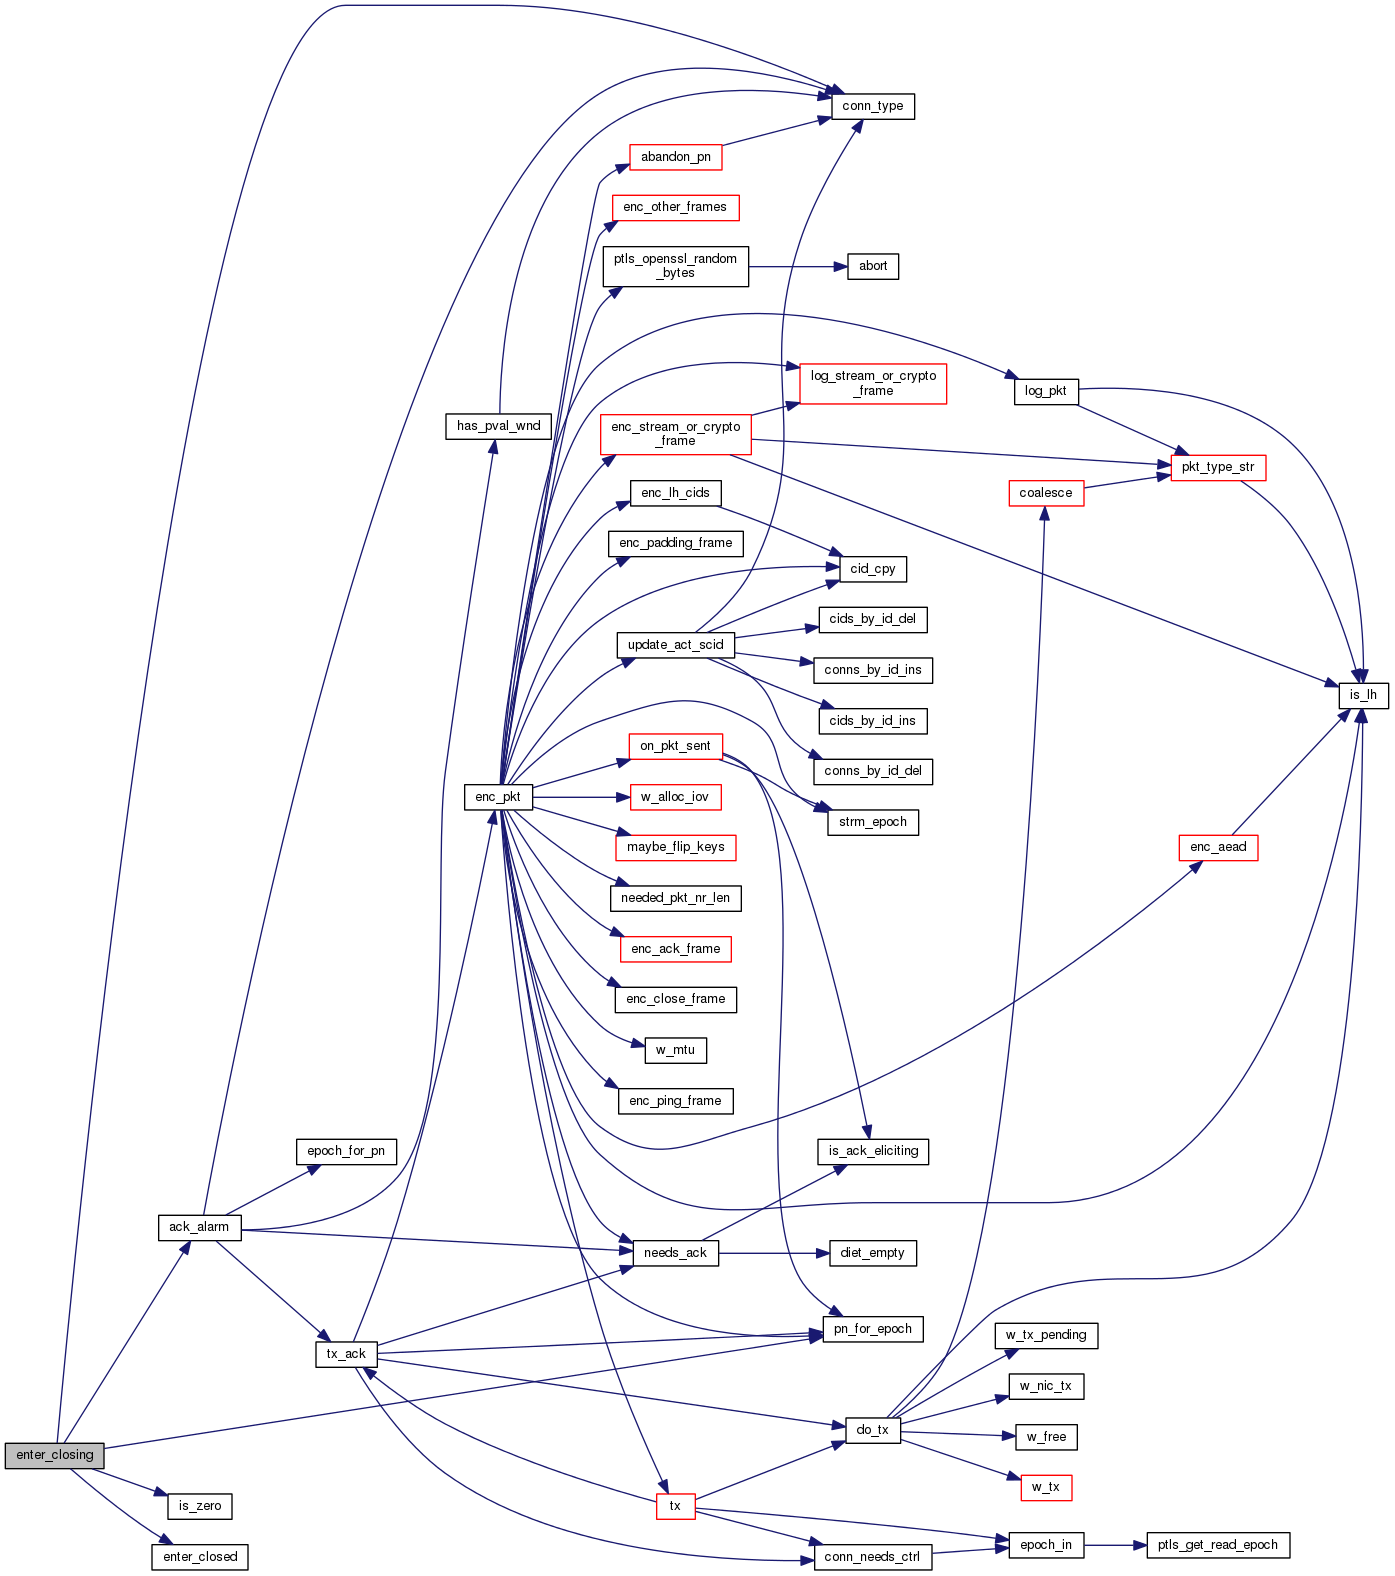 conn_type
abandon_pn
enc_other_frames
ptls_openssl_random
_bytes
abort
log_stream_or_crypto
_frame
log_pkt
has_pval_wnd
enc_stream_or_crypto
_frame
pkt_type_str
coalesce
enc_lh_cids
enc_padding_frame
cid_cpy
cids_by_id_del
update_act_scid
conns_by_id_ins
is_lh
cids_by_id_ins
on_pkt_sent
conns_by_id_del
enc_pkt
w_alloc_iov
strm_epoch
maybe_flip_keys
enc_aead
needed_pkt_nr_len
enc_ack_frame
enc_close_frame
w_mtu
enc_ping_frame
epoch_for_pn
is_ack_eliciting
ack_alarm
needs_ack
diet_empty
pn_for_epoch
w_tx_pending
tx_ack
w_nic_tx
do_tx
w_free
enter_closing
w_tx
is_zero
tx
epoch_in
ptls_get_read_epoch
enter_closed
conn_needs_ctrl